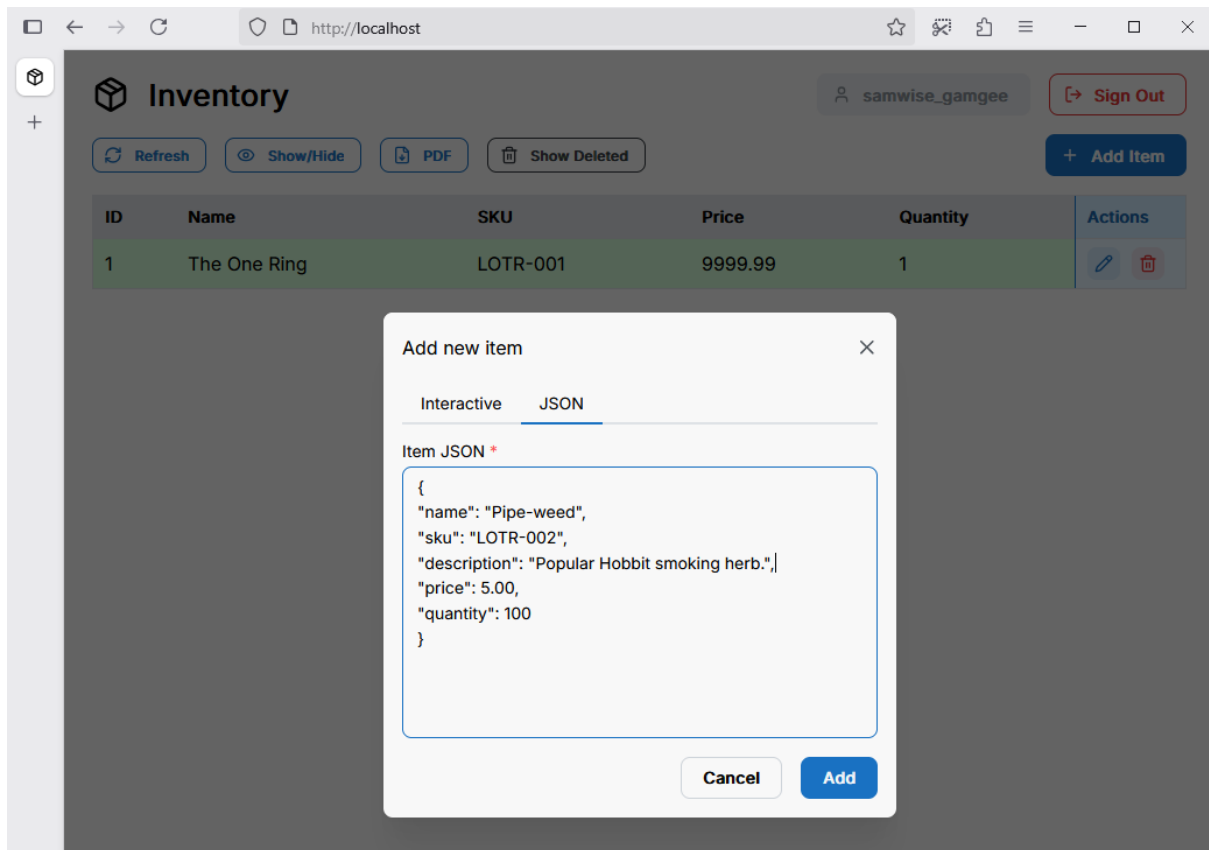 http://localhost
Inventory
samwise_gamgee
Sign Out
Refresh
Show/Hide
PDF
Show Deleted
+ Add Item
ID Name SKU Price Quantity Actions
1 The One Ring LOTR-001 9999.99 1
Add new item
Interactive JSON
Item JSON *
{
"name": "Pipe-weed",
"sku": "LOTR-002",
"description": "Popular Hobbit smoking herb.",
"price": 5.00,
"quantity": 100
}
Cancel Add